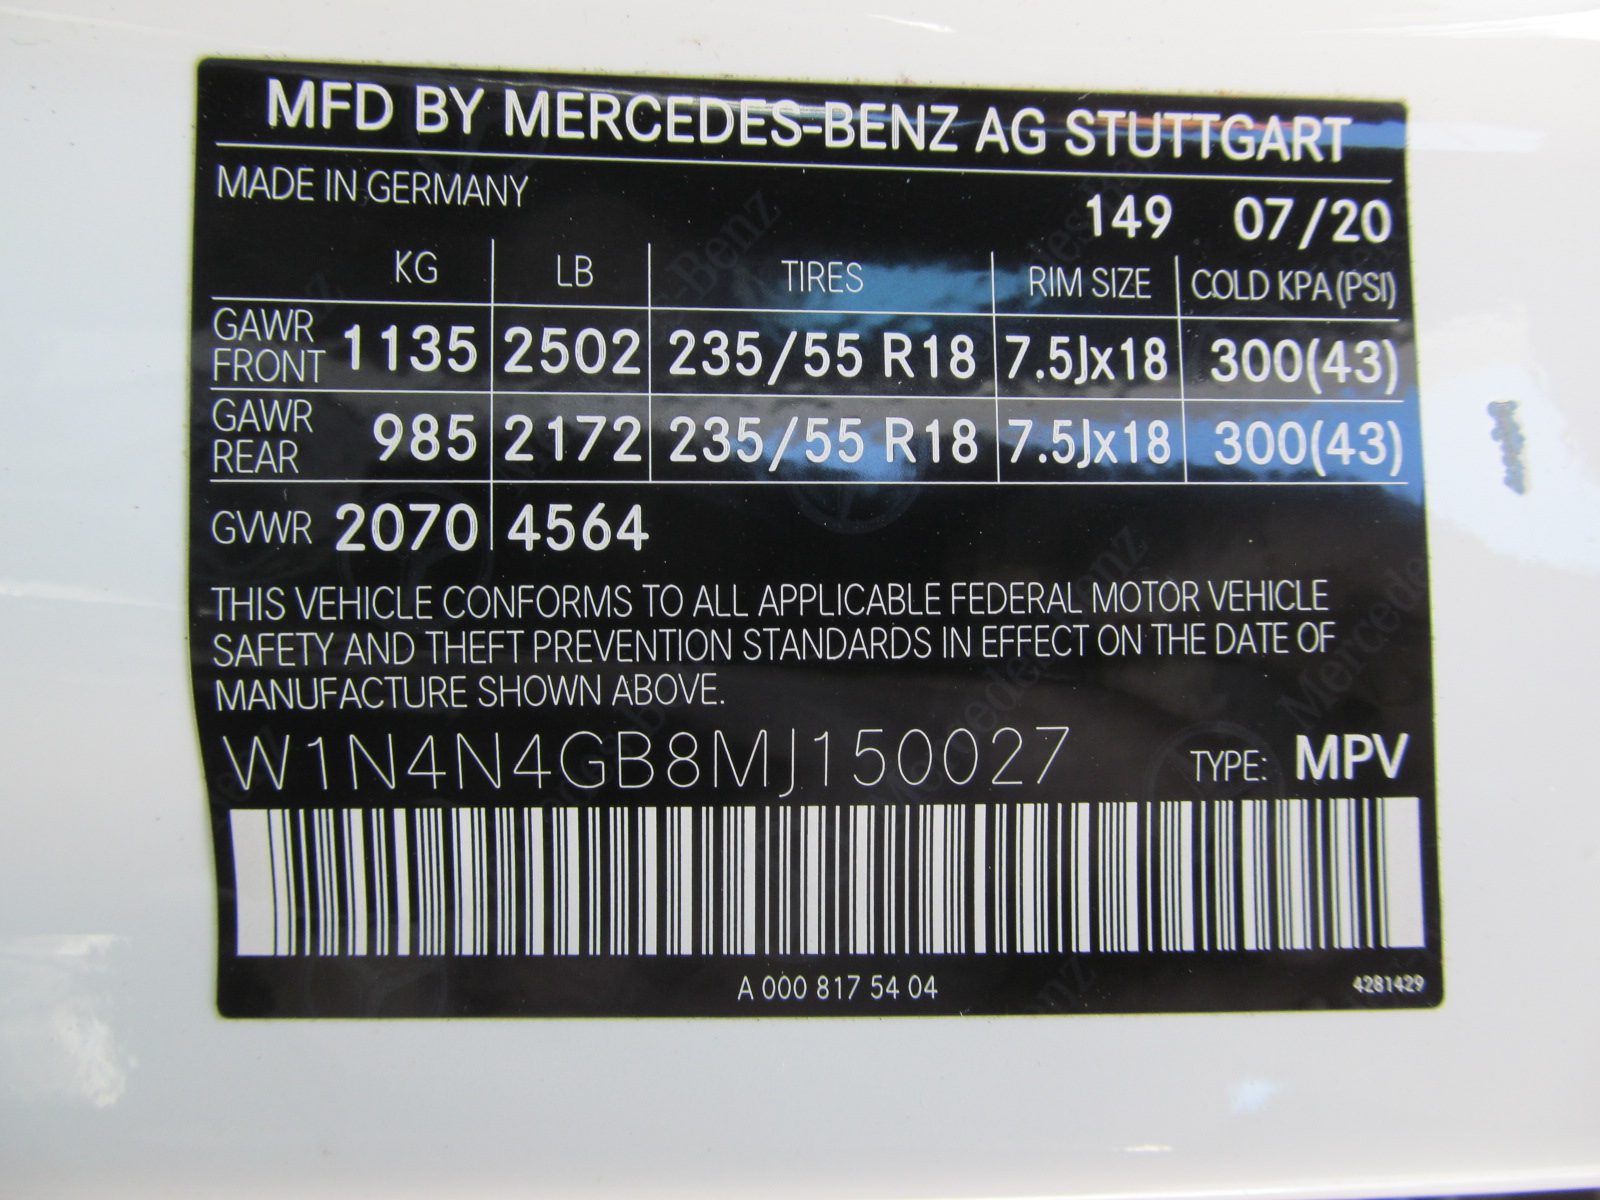 MFD BY MERCEDES-BENZ AG STUTTGART
MADE IN GERMANY
149 07/20
KG LB TIRES RIM SIZE COLD KPA (PSI)
GAWR FRONT 1135 2502 235/55 R18 7.5Jx18 300(43)
GAWR REAR 985 2172 235/55 R18 7.5Jx18 300(43)
GVWR 2070 4564
THIS VEHICLE CONFORMS TO ALL APPLICABLE FEDERAL MOTOR VEHICLE
SAFETY AND THEFT PREVENTION STANDARDS IN EFFECT ON THE DATE OF
MANUFACTURE SHOWN ABOVE.
W1N4N4GB8MJ150027 TYPE: MPV
A 000 817 54 04 4281429